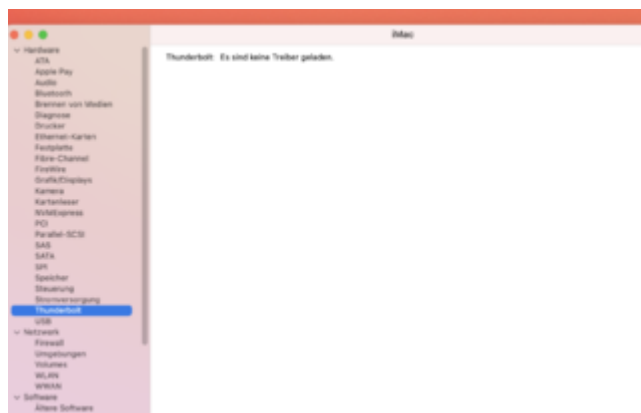 iMac
Hardware
ATA
Apple Pay
Audio
Bluetooth
Brennen von Medien
Diagnose
Drucker
Ethernet-Karten
Festplatte
Fibre-Channel
FireWire
Grafik/Displays
Kamera
Kartenleser
NVMExpress
PCI
Parallel-SCSI
SAS
SATA
SPI
Speicher
Steuerung
Stromversorgung
Thunderbolt
USB
Netzwerk
Firewall
Umgebungen
Volumes
WLAN
WWAN
Software
Ältere Software
Thunderbolt: Es sind keine Treiber geladen.